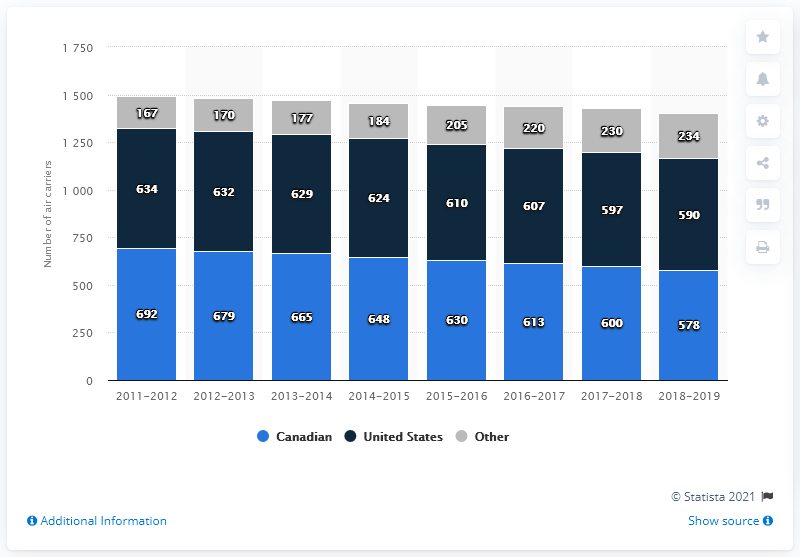 1 750
1 500
1 250
1 000
750
500
250
0
Number of air carriers
167 170 177 184 205 220 230 234
634 632 629 624 610 607 597 590
692 679 665 648 630 613 600 578
2011-2012 2012-2013 2013-2014 2014-2015 2015-2016 2016-2017 2017-2018 2018-2019
Canadian United States Other
© Statista 2021
Additional Information Show source